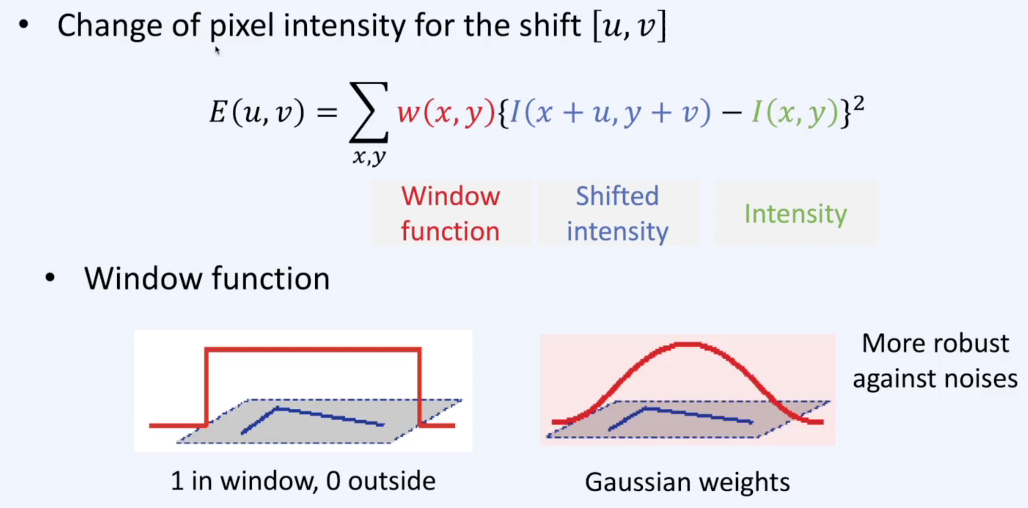 • Change of pixel intensity for the shift [u, v]
E(u, v) = ∑ w(x, y){I(x + u, y + v) − I(x, y)}²
x,y
Window function
Shifted intensity
Intensity
• Window function
More robust against noises
1 in window, 0 outside
Gaussian weights